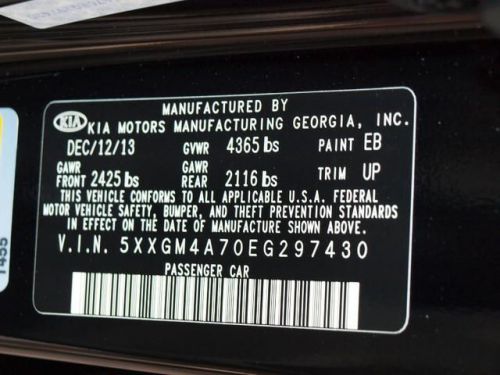 MANUFACTURED BY
KIA KIA MOTORS MANUFACTURING GEORGIA, INC.
DEC/12/13 GVWR 4365 lbs PAINT EB
GAWR GAWR
FRONT 2425 lbs REAR 2116 lbs TRIM UP
THIS VEHICLE CONFORMS TO ALL APPLICABLE U.S.A. FEDERAL
MOTOR VEHICLE SAFETY, BUMPER, AND THEFT PREVENTION STANDARDS
IN EFFECT ON THE DATE OF MANUFACTURE SHOWN ABOVE.
V.I.N. 5XXGM4A70EG297430
PASSENGER CAR
1455